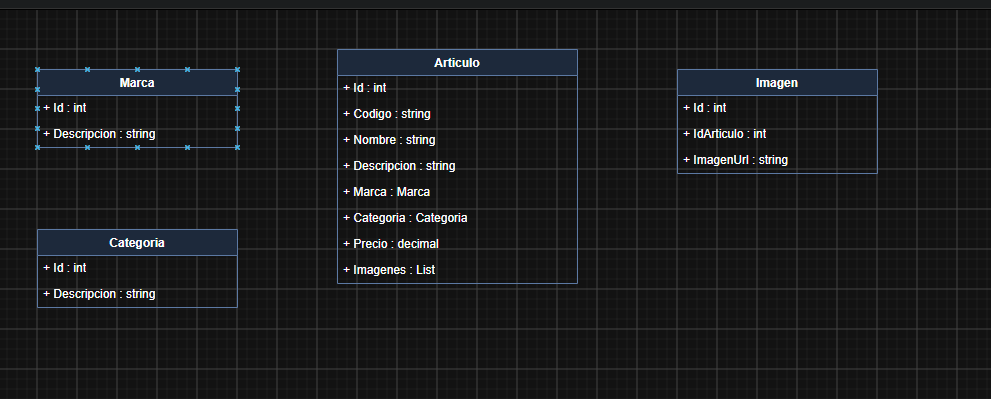 Marca
+ Id : int
+ Descripcion : string
Categoria
+ Id : int
+ Descripcion : string
Articulo
+ Id : int
+ Codigo : string
+ Nombre : string
+ Descripcion : string
+ Marca : Marca
+ Categoria : Categoria
+ Precio : decimal
+ Imagenes : List
Imagen
+ Id : int
+ IdArticulo : int
+ ImagenUrl : string